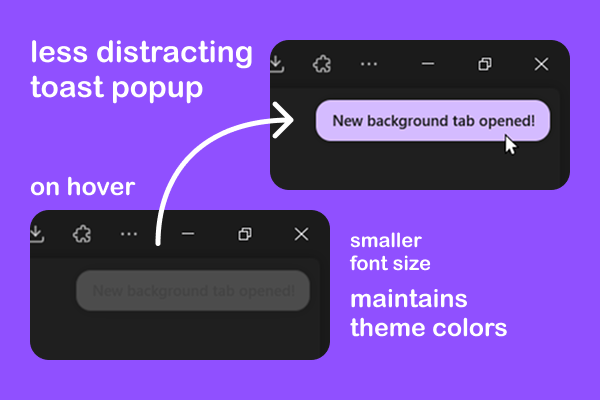 less distracting
toast popup
New background tab opened!
on hover
New background tab opened!
smaller
font size
maintains
theme colors